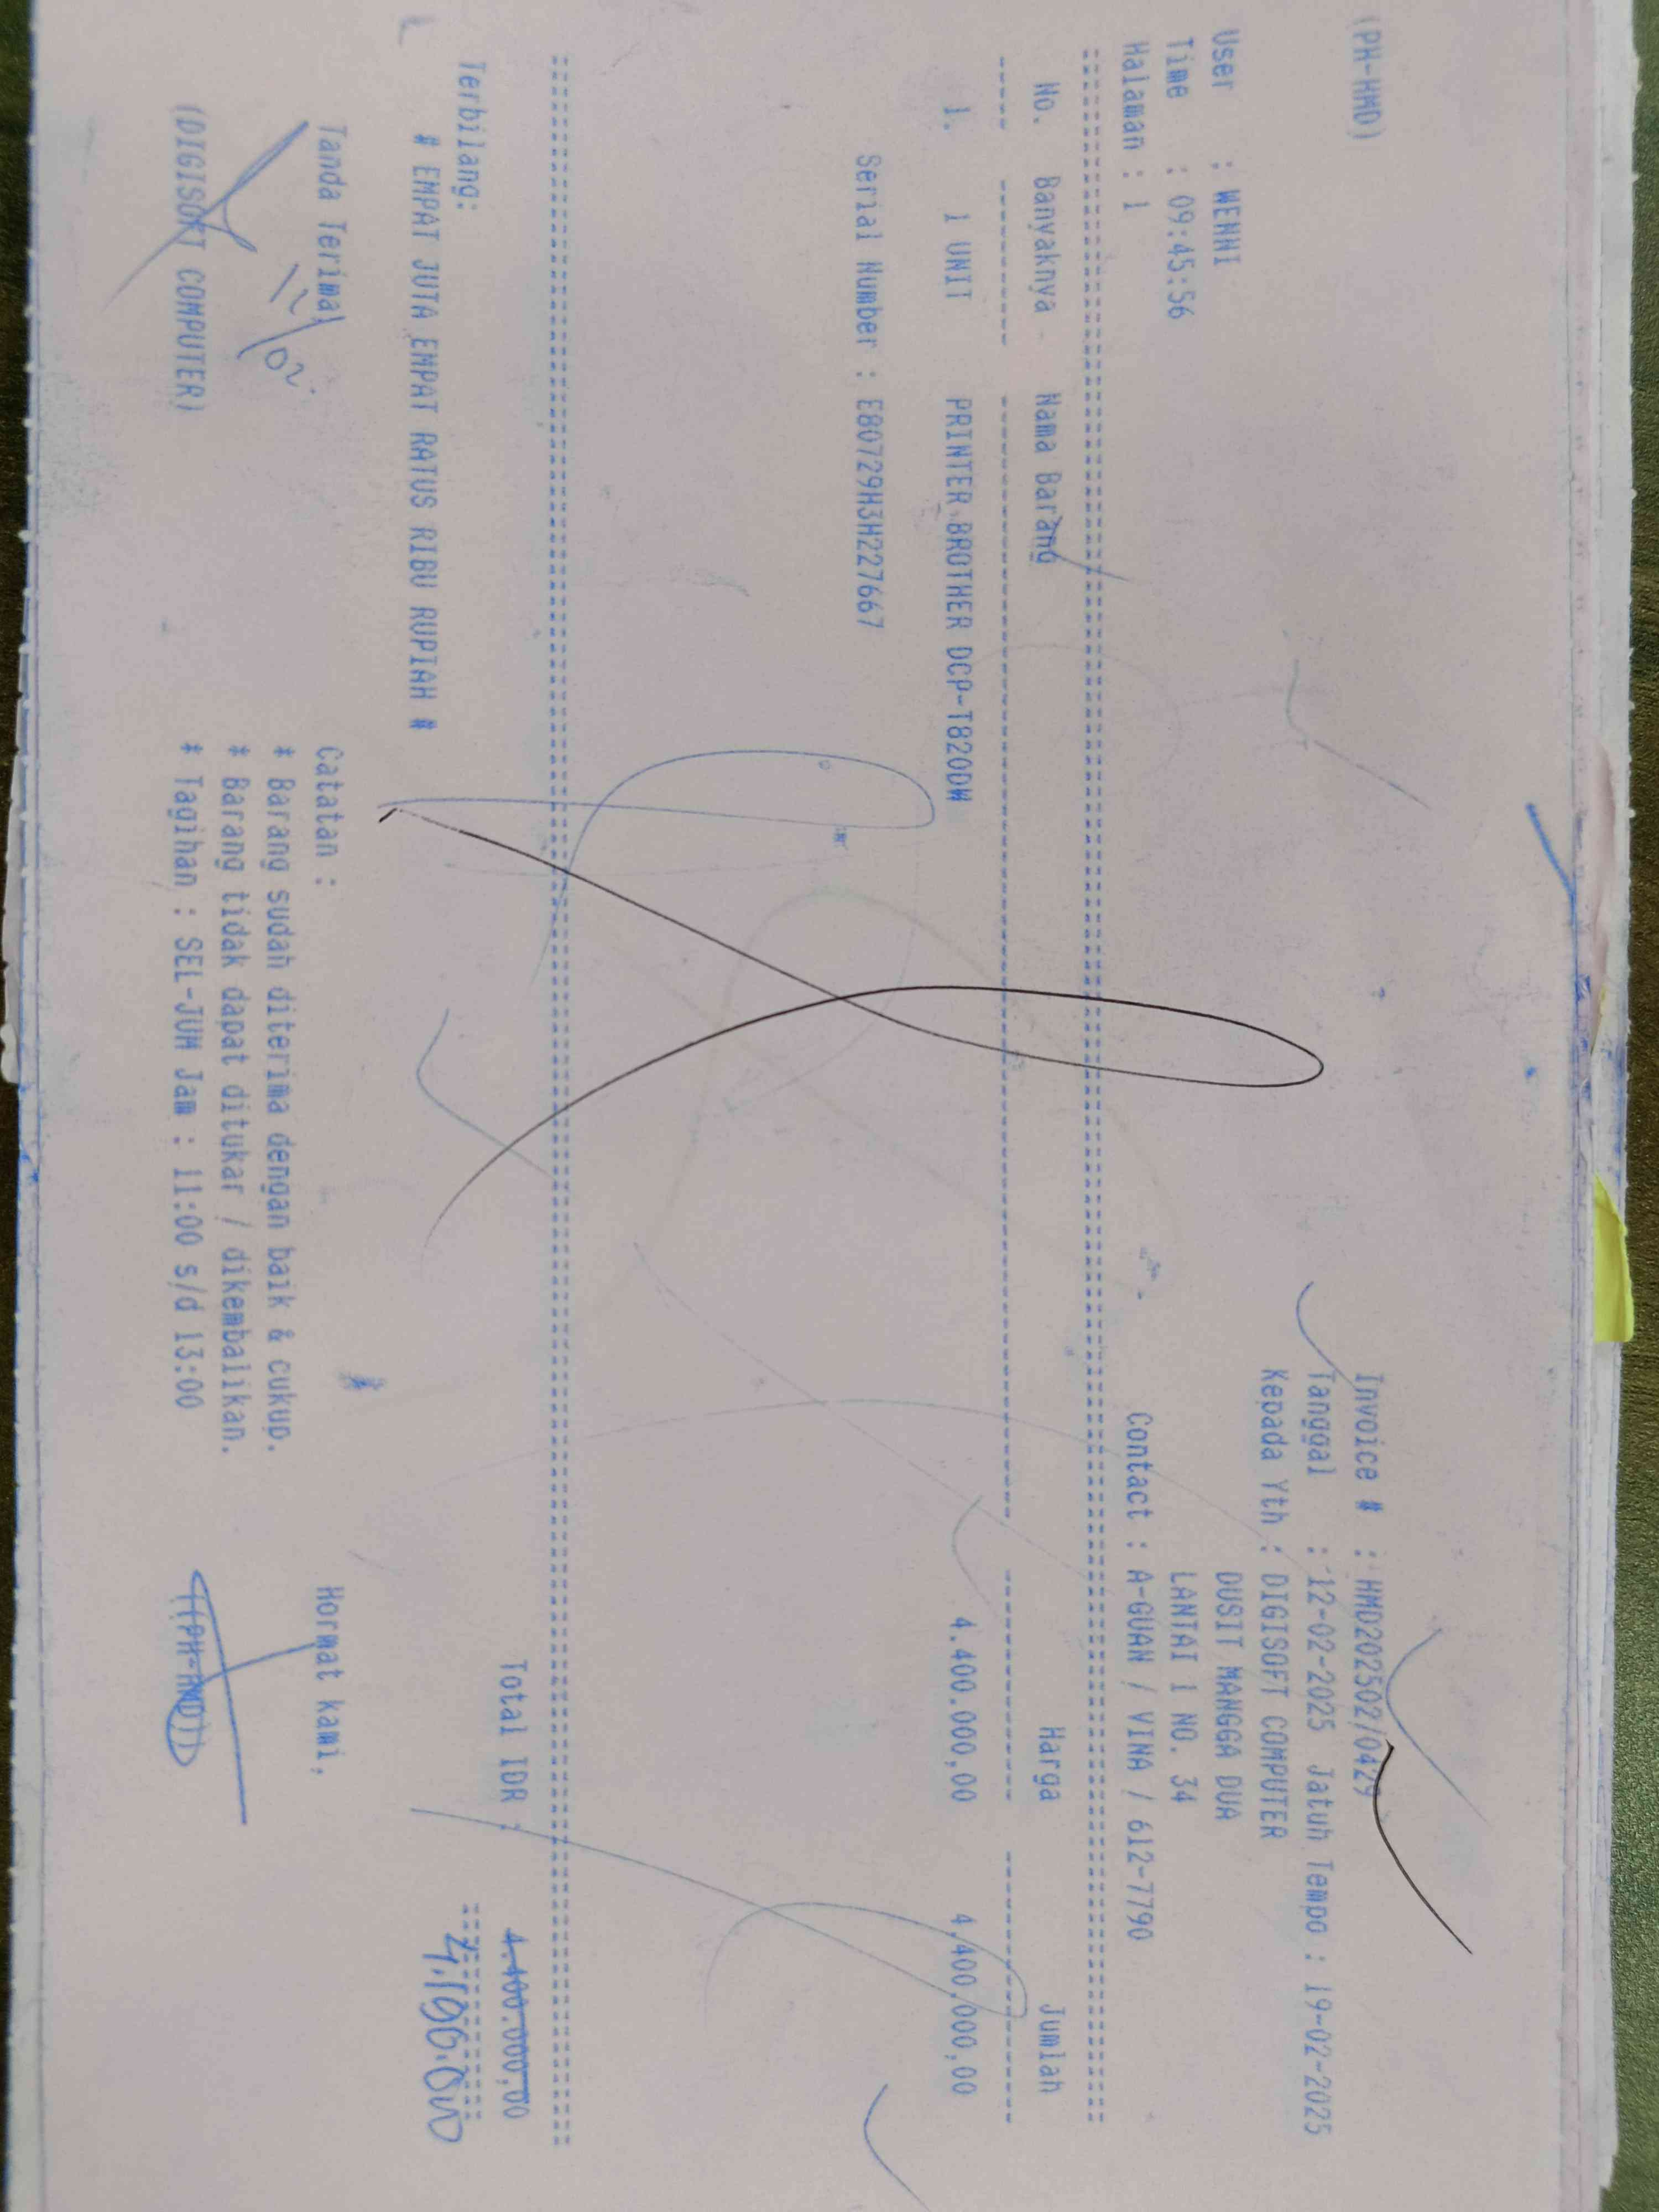 (PH-HMD)
Invoice # : HMD202502/0429
Tanggal : 12-02-2025 Jatuh Tempo : 19-02-2025
Kepada Yth : DIGISOFT COMPUTER
User : WENNI
DUSIT MANGGA DUA
Time : 09:45:56
LANTAI 1 NO. 34
Halaman : 1
Contact : A-GUAN / VINA / 612-7790
No. Banyaknya Nama Barang Harga Jumlah
1. 1 UNIT PRINTER BROTHER DCP-T820DW 4.400.000,00 4.400.000,00
Serial Number : E80729H3H227667
Total IDR : 4.400.000,00
Terbilang:
# EMPAT JUTA EMPAT RATUS RIBU RUPIAH #
Tanda Terima
Catatan :
Hormat kami,
12/02
* Barang sudah diterima dengan baik & cukup.
* Barang tidak dapat ditukar / dikembalikan.
(DIGISOFT COMPUTER)
* Tagihan : SEL-JUM Jam : 11:00 s/d 13:00
((PH-HMD))